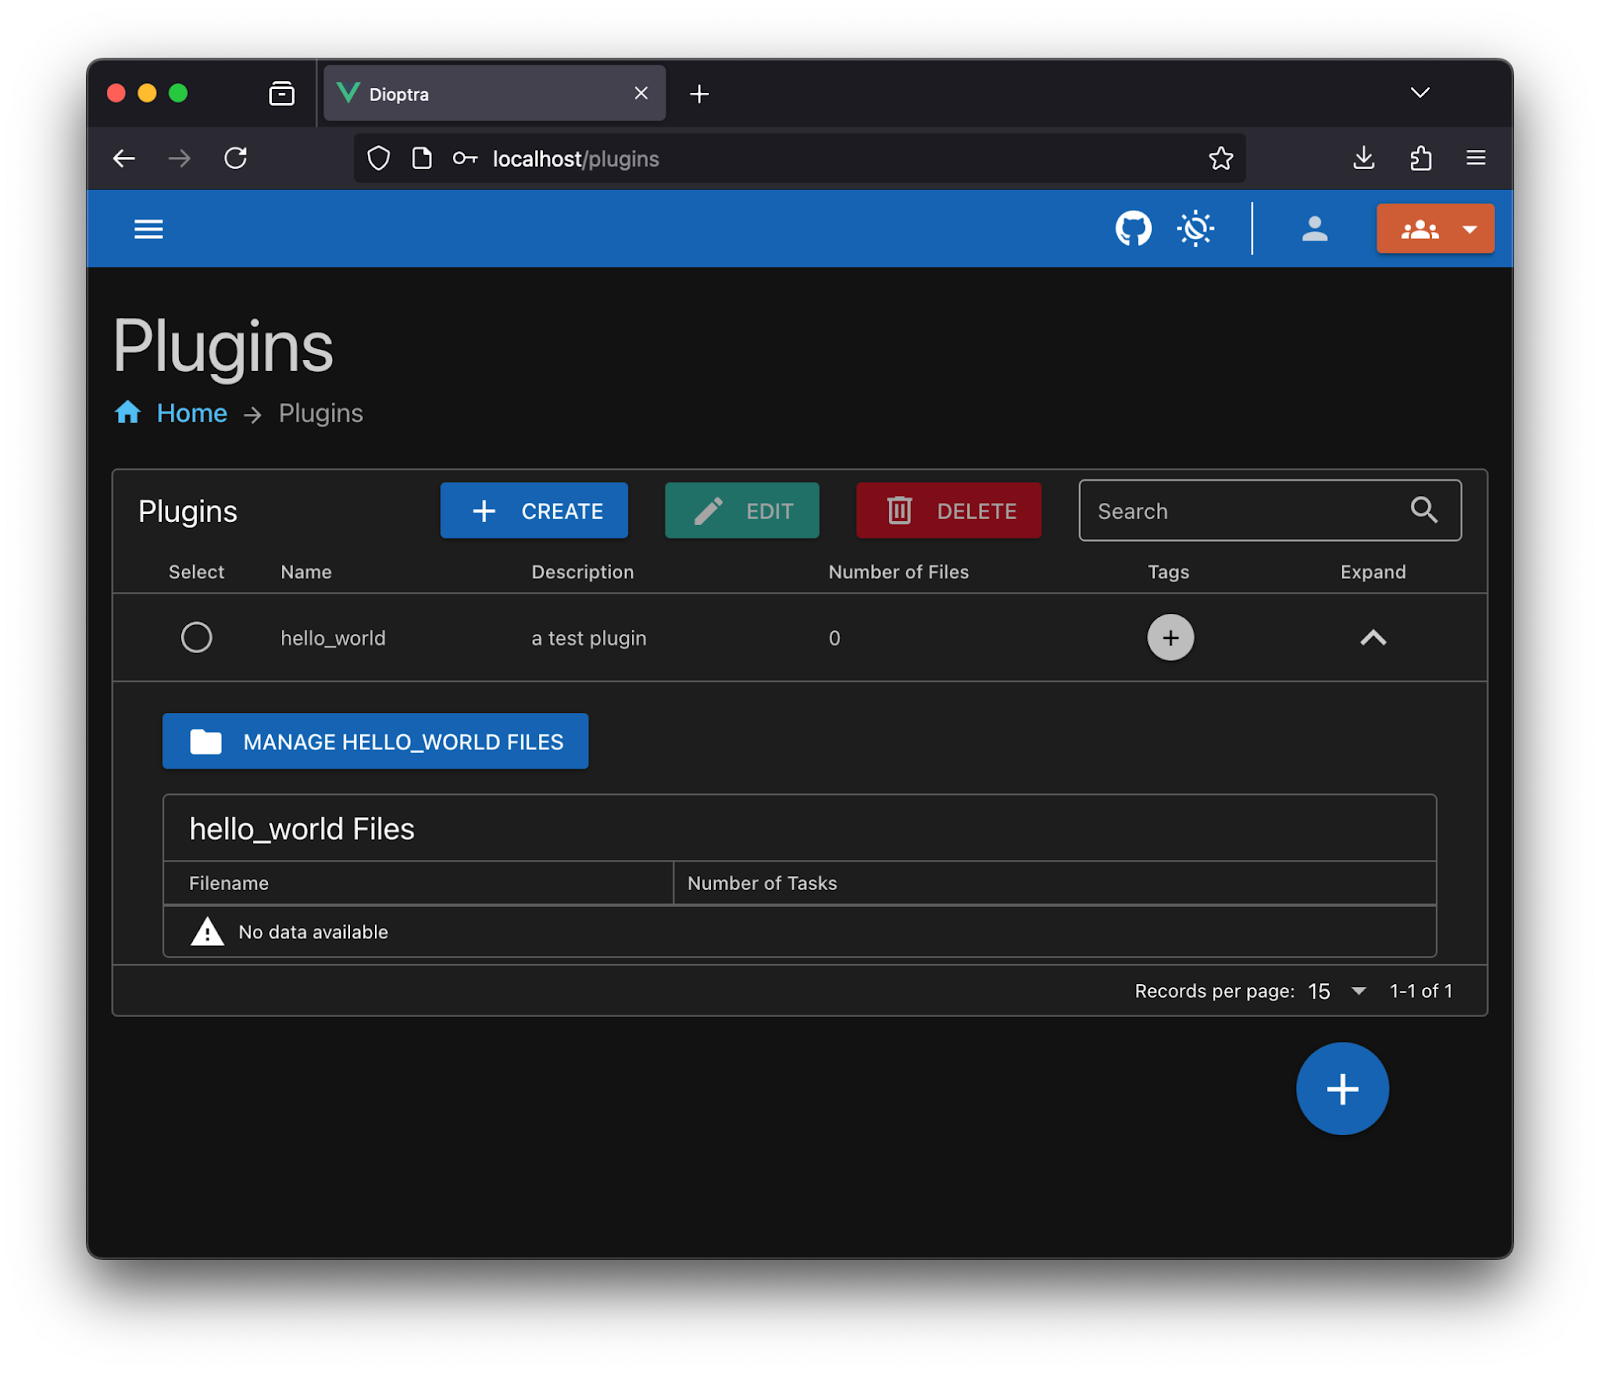 Dioptra
localhost/plugins
Plugins
Home → Plugins
Plugins CREATE EDIT DELETE Search
Select Name Description Number of Files Tags Expand
hello_world a test plugin 0
MANAGE HELLO_WORLD FILES
hello_world Files
Filename Number of Tasks
No data available
Records per page: 15 1-1 of 1